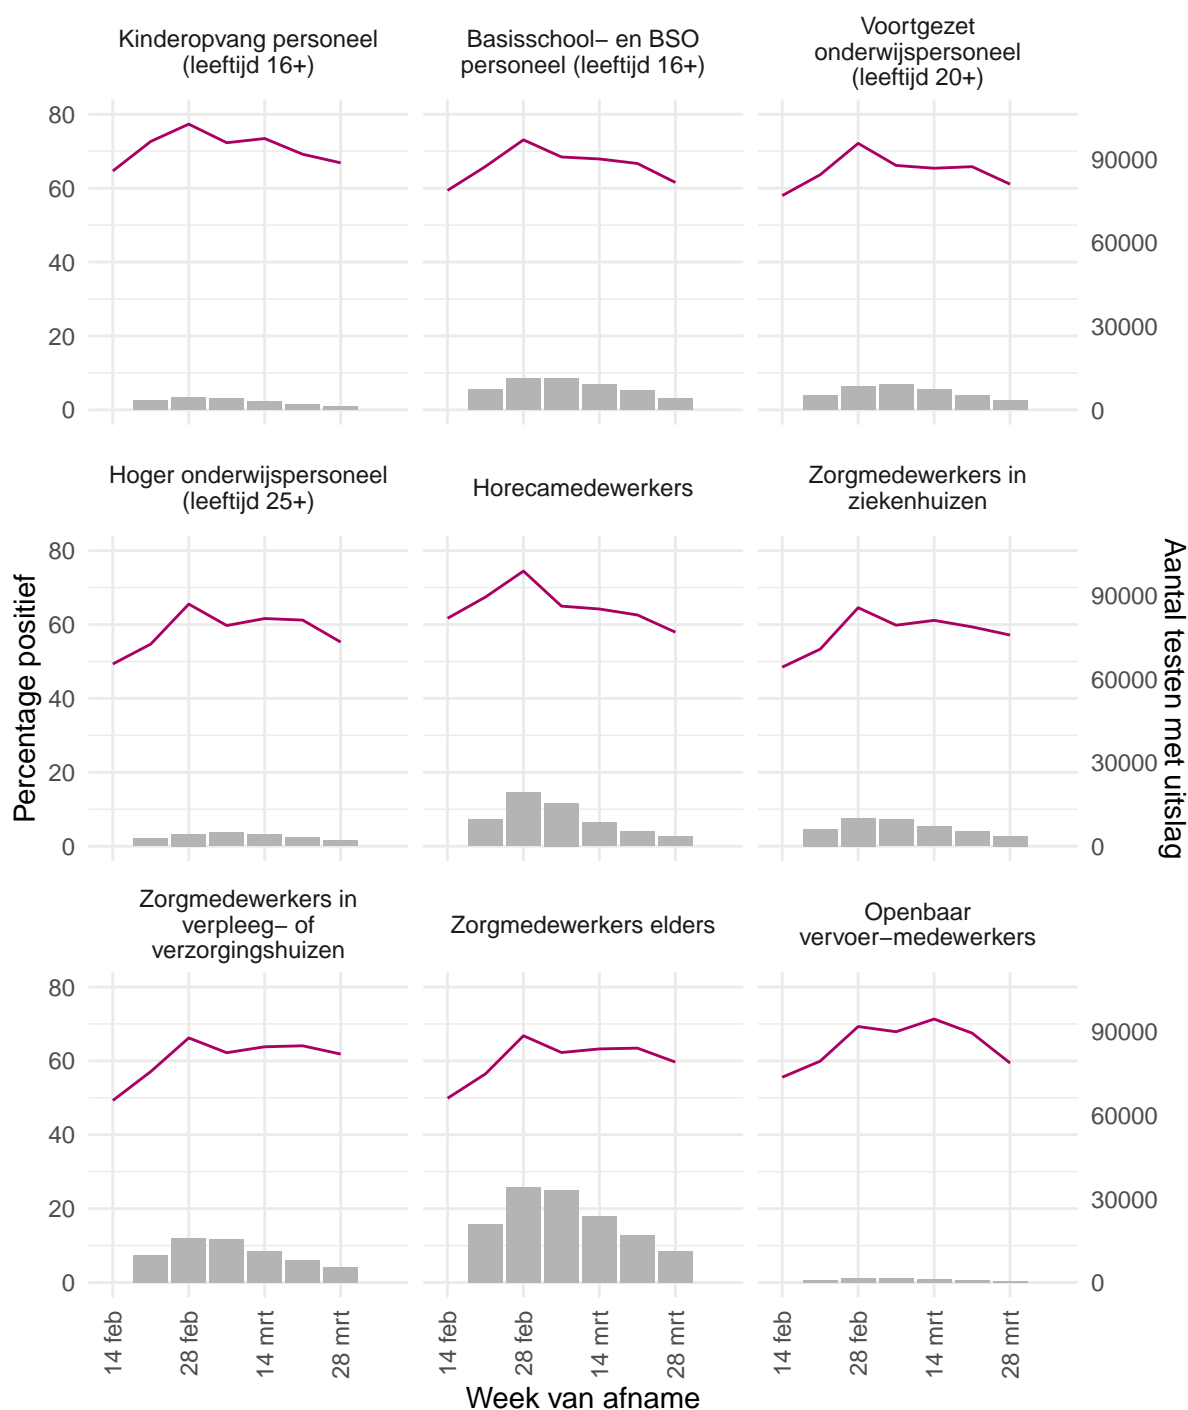 Kinderopvang personeel
(leeftijd 16+)
Basisschool− en BSO
personeel (leeftijd 16+)
Voortgezet
onderwijspersoneel
(leeftijd 20+)
80
60
40
20
0
90000
60000
30000
0
Hoger onderwijspersoneel
(leeftijd 25+)
Horecamedewerkers
Zorgmedewerkers in
ziekenhuizen
80
60
40
20
0
90000
60000
30000
0
Percentage positief
Aantal testen met uitslag
Zorgmedewerkers in
verpleeg− of
verzorgingshuizen
Zorgmedewerkers elders
Openbaar
vervoer−medewerkers
80
60
40
20
0
90000
60000
30000
0
14 feb
28 feb
14 mrt
28 mrt
14 feb
28 feb
14 mrt
28 mrt
14 feb
28 feb
14 mrt
28 mrt
Week van afname